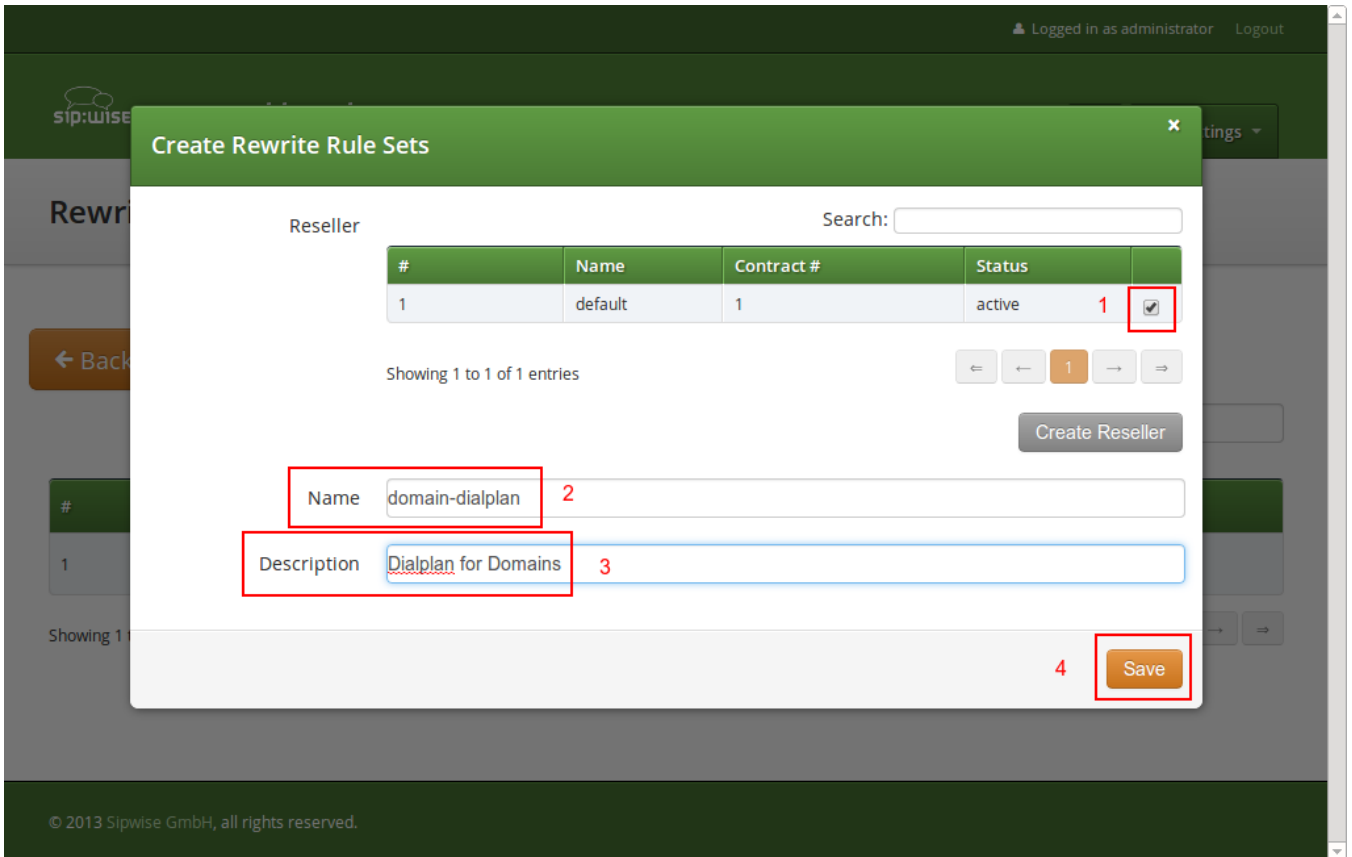 Logged in as administrator Logout
sip:wise
tings
Create Rewrite Rule Sets ×
Rewri
Reseller Search:
# Name Contract # Status
1 default 1 active 1
← Back
Showing 1 to 1 of 1 entries ⇐ ← 1 → ⇒
Create Reseller
Name domain-dialplan 2
#
Description Dialplan for Domains 3
1
Showing 1 t → ⇒
4 Save
© 2013 Sipwise GmbH, all rights reserved.